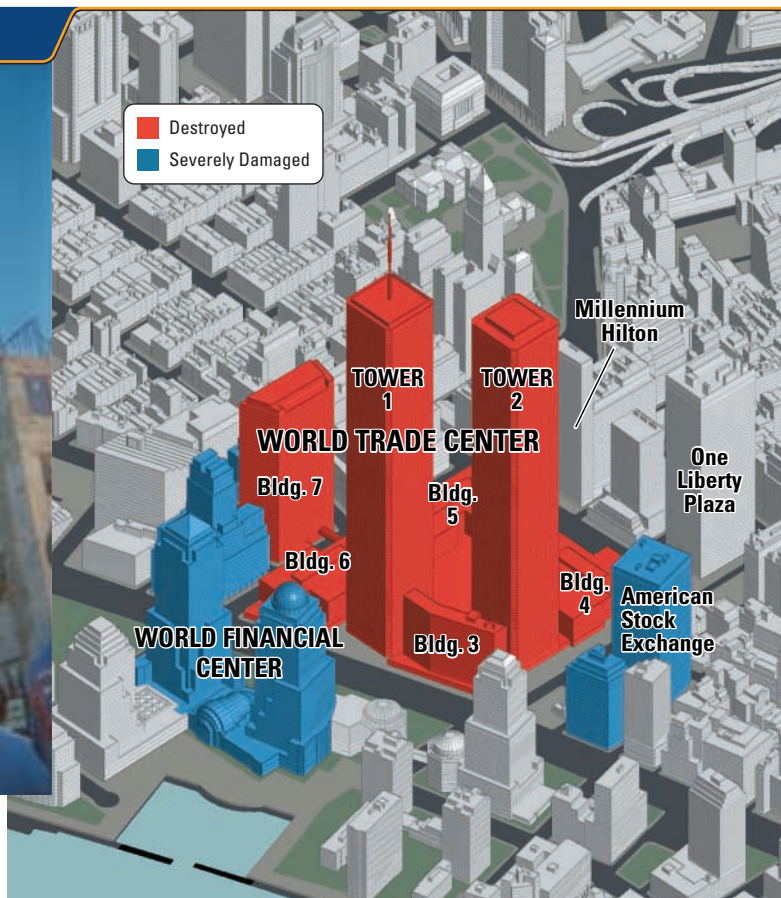 Destroyed
Severely Damaged
Millennium
Hilton
TOWER
1
TOWER
2
WORLD TRADE CENTER
One
Liberty
Plaza
Bldg. 7
Bldg.
5
Bldg. 6
Bldg.
4
American
Stock
Exchange
WORLD FINANCIAL
CENTER
Bldg. 3